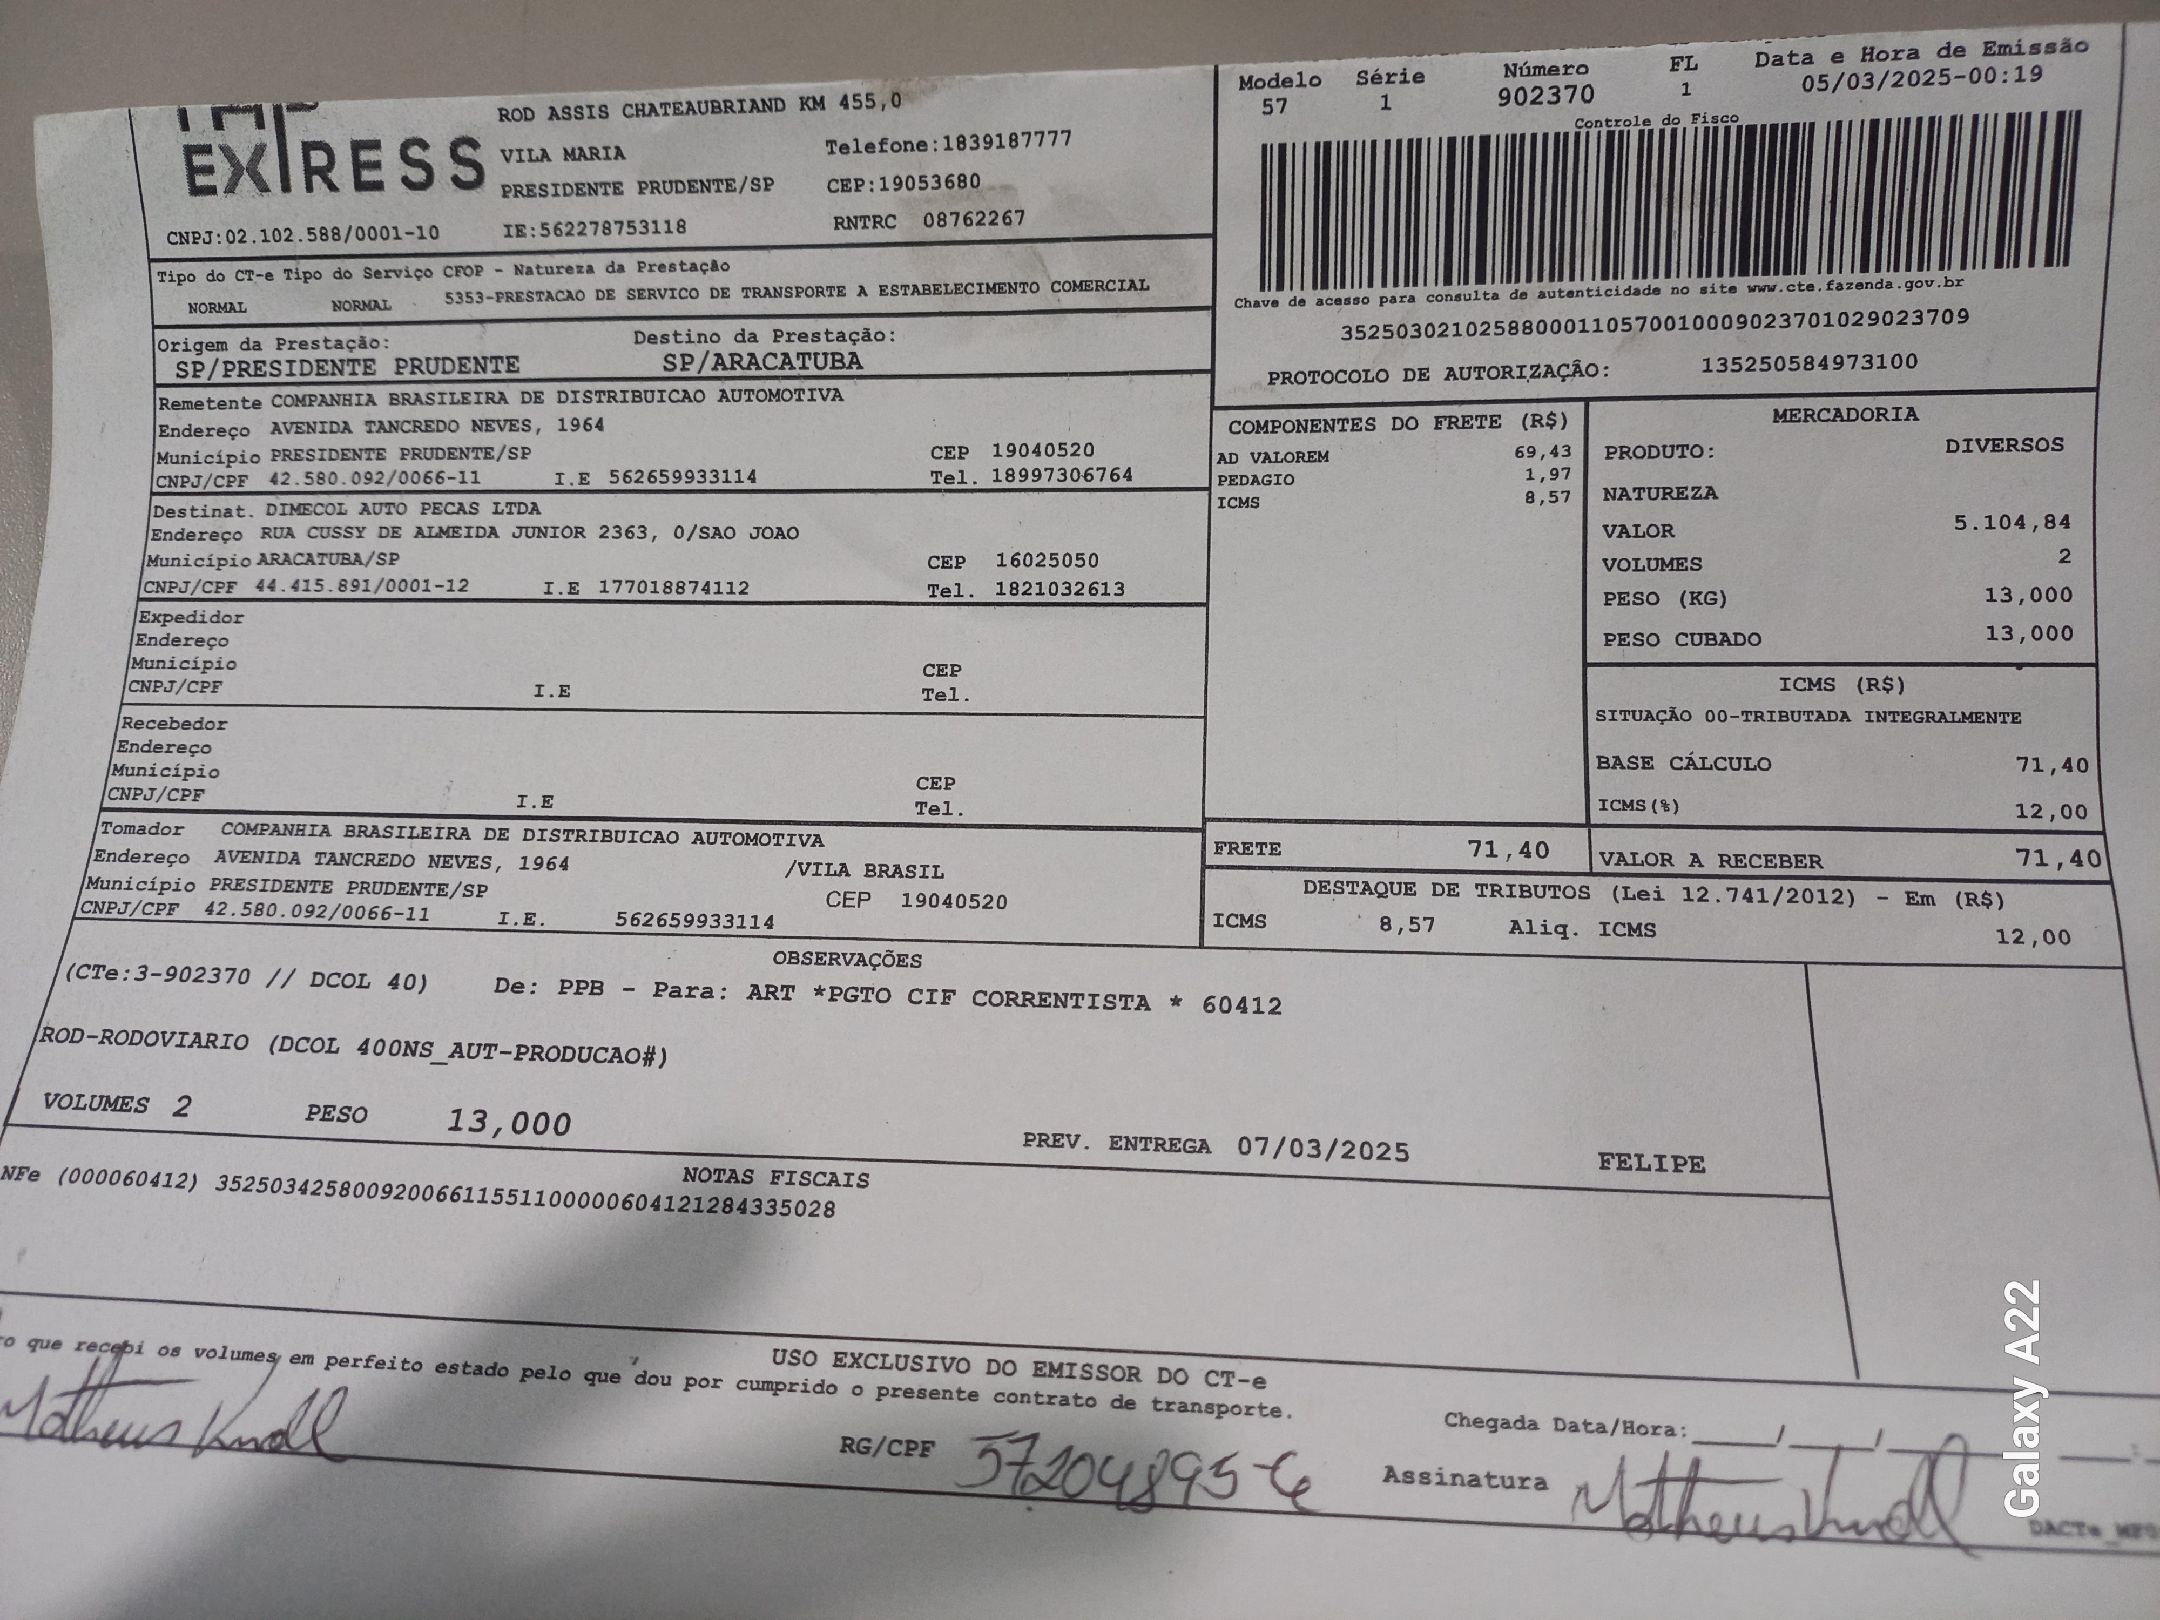 EXPRESS
ROD ASSIS CHATEAUBRIAND KM 455,0
VILA MARIA Telefone:1839187777
PRESIDENTE PRUDENTE/SP CEP:19053680
CNPJ:02.102.588/0001-10 IE:562278753118 RNTRC 08762267
Modelo Série Número FL Data e Hora de Emissão
57 1 902370 1 05/03/2025-00:19
Controle do Fisco
Chave de acesso para consulta de autenticidade no site www.cte.fazenda.gov.br
35250302102588000110570010009023701029023709
PROTOCOLO DE AUTORIZAÇÃO: 135250584973100
Tipo do CT-e Tipo do Serviço CFOP - Natureza da Prestação
NORMAL NORMAL 5353-PRESTACAO DE SERVICO DE TRANSPORTE A ESTABELECIMENTO COMERCIAL
Origem da Prestação: Destino da Prestação:
SP/PRESIDENTE PRUDENTE SP/ARACATUBA
Remetente COMPANHIA BRASILEIRA DE DISTRIBUICAO AUTOMOTIVA
Endereço AVENIDA TANCREDO NEVES, 1964
Município PRESIDENTE PRUDENTE/SP CEP 19040520
CNPJ/CPF 42.580.092/0066-11 I.E 562659933114 Tel. 18997306764
Destinat. DIMECOL AUTO PECAS LTDA
Endereço RUA CUSSY DE ALMEIDA JUNIOR 2363, 0/SAO JOAO
Município ARACATUBA/SP CEP 16025050
CNPJ/CPF 44.415.891/0001-12 I.E 177018874112 Tel. 1821032613
Expedidor
Endereço
Município CEP
CNPJ/CPF I.E Tel.
Recebedor
Endereço
Município CEP
CNPJ/CPF I.E Tel.
Tomador COMPANHIA BRASILEIRA DE DISTRIBUICAO AUTOMOTIVA
Endereço AVENIDA TANCREDO NEVES, 1964 /VILA BRASIL
Município PRESIDENTE PRUDENTE/SP CEP 19040520
CNPJ/CPF 42.580.092/0066-11 I.E. 562659933114
COMPONENTES DO FRETE (R$)
AD VALOREM 69,43
PEDAGIO 1,97
ICMS 8,57
MERCADORIA
PRODUTO: DIVERSOS
NATUREZA
VALOR 5.104,84
VOLUMES 2
PESO (KG) 13,000
PESO CUBADO 13,000
ICMS (R$)
SITUAÇÃO 00-TRIBUTADA INTEGRALMENTE
BASE CÁLCULO 71,40
ICMS(%) 12,00
FRETE 71,40 VALOR A RECEBER 71,40
DESTAQUE DE TRIBUTOS (Lei 12.741/2012) - Em (R$)
ICMS 8,57 Aliq. ICMS 12,00
OBSERVAÇÕES
(CTe:3-902370 // DCOL 40) De: PPB - Para: ART *PGTO CIF CORRENTISTA * 60412
ROD-RODOVIARIO (DCOL 400NS_AUT-PRODUCAO#)
VOLUMES 2 PESO 13,000 PREV. ENTREGA 07/03/2025 FELIPE
NOTAS FISCAIS
NFe (000060412) 35250342580092006611551100000604121284335028
USO EXCLUSIVO DO EMISSOR DO CT-e
que recebi os volumes em perfeito estado pelo que dou por cumprido o presente contrato de transporte.
Chegada Data/Hora:____/____/____ ____:
Matheus Knoll RG/CPF 57204895-6 Assinatura Matheus Knoll
Galaxy A22